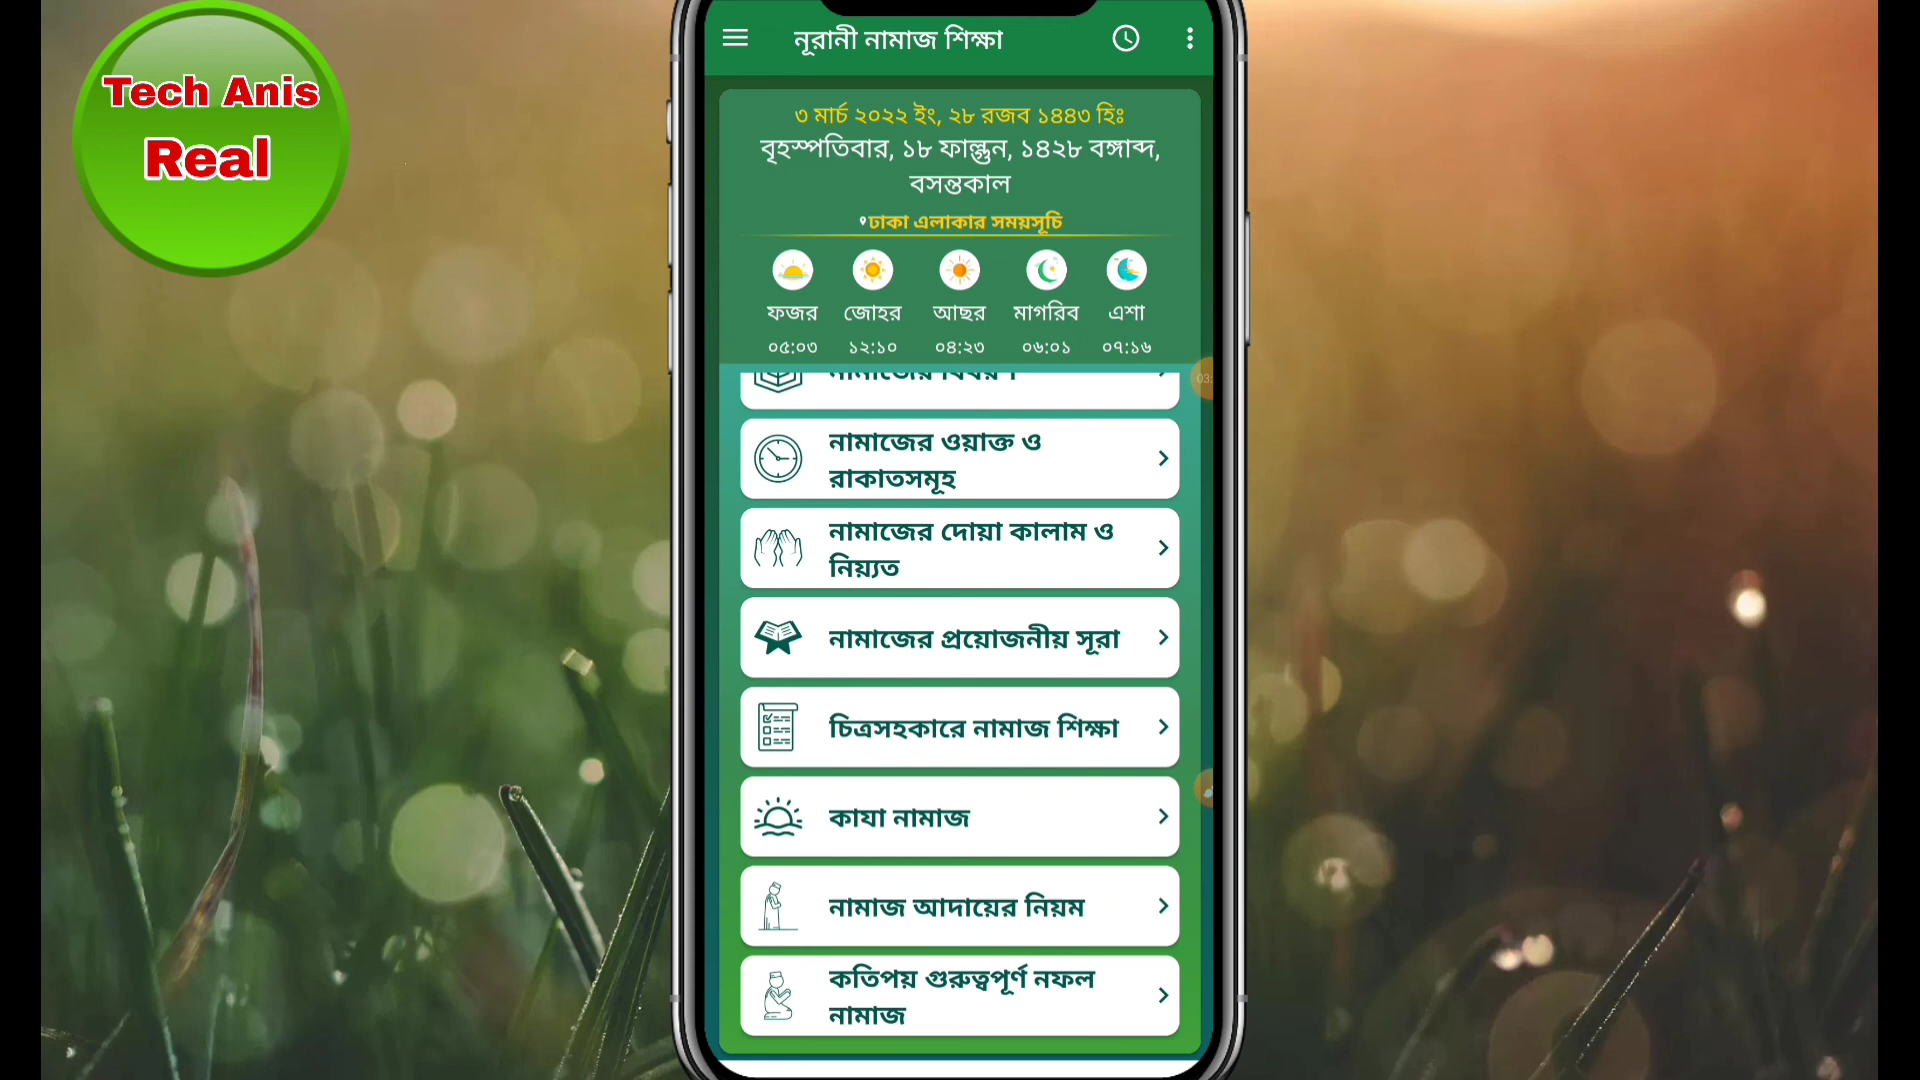 Tech Anis
Real
নূরানী নামাজ শিক্ষা
৩ মার্চ ২০২২ ইং, ২৮ রজব ১৪৪৩ হিঃ
বৃহস্পতিবার, ১৮ ফাল্গুন, ১৪২৮ বঙ্গাব্দ,
বসন্তকাল
ঢাকা এলাকার সময়সূচি
ফজর জোহর আছর মাগরিব এশা
০৫:০৩ ১২:১০ ০৪:২৩ ০৬:০১ ০৭:১৬
নামাজের বিবরণ
03:
নামাজের ওয়াক্ত ও
রাকাতসমূহ
নামাজের দোয়া কালাম ও
নিয়্যত
নামাজের প্রয়োজনীয় সূরা
চিত্রসহকারে নামাজ শিক্ষা
কাযা নামাজ
নামাজ আদায়ের নিয়ম
কতিপয় গুরুত্বপূর্ণ নফল
নামাজ